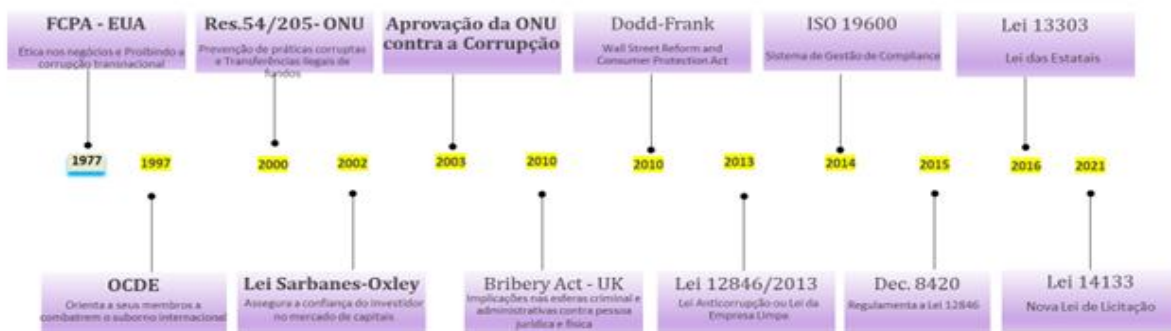 FCPA - EUA
Ética nos negócios e Proibindo a
corrupção transnacional
Res.54/205- ONU
Prevenção de práticas corruptas
e Transferências ilegais de
fundos
Aprovação da ONU
contra a Corrupção
Dodd-Frank
Wall Street Reform and
Consumer Protection Act
ISO 19600
Sistema de Gestão de Compliance
Lei 13303
Lei das Estatais
1977
1997
2000
2002
2003
2010
2010
2013
2014
2015
2016
2021
OCDE
Orienta a seus membros a
combatrem o suborno internacional
Lei Sarbanes-Oxley
Assegura a confiança do investidor
no mercado de capitais
Bribery Act - UK
Implicações nas esferas criminal e
administrativas contra pessoa
jurídica e física
Lei 12846/2013
Lei Anticorrupção ou Lei da
Empresa Limpa
Dec. 8420
Regulamenta a Lei 12846
Lei 14133
Nova Lei de Licitação